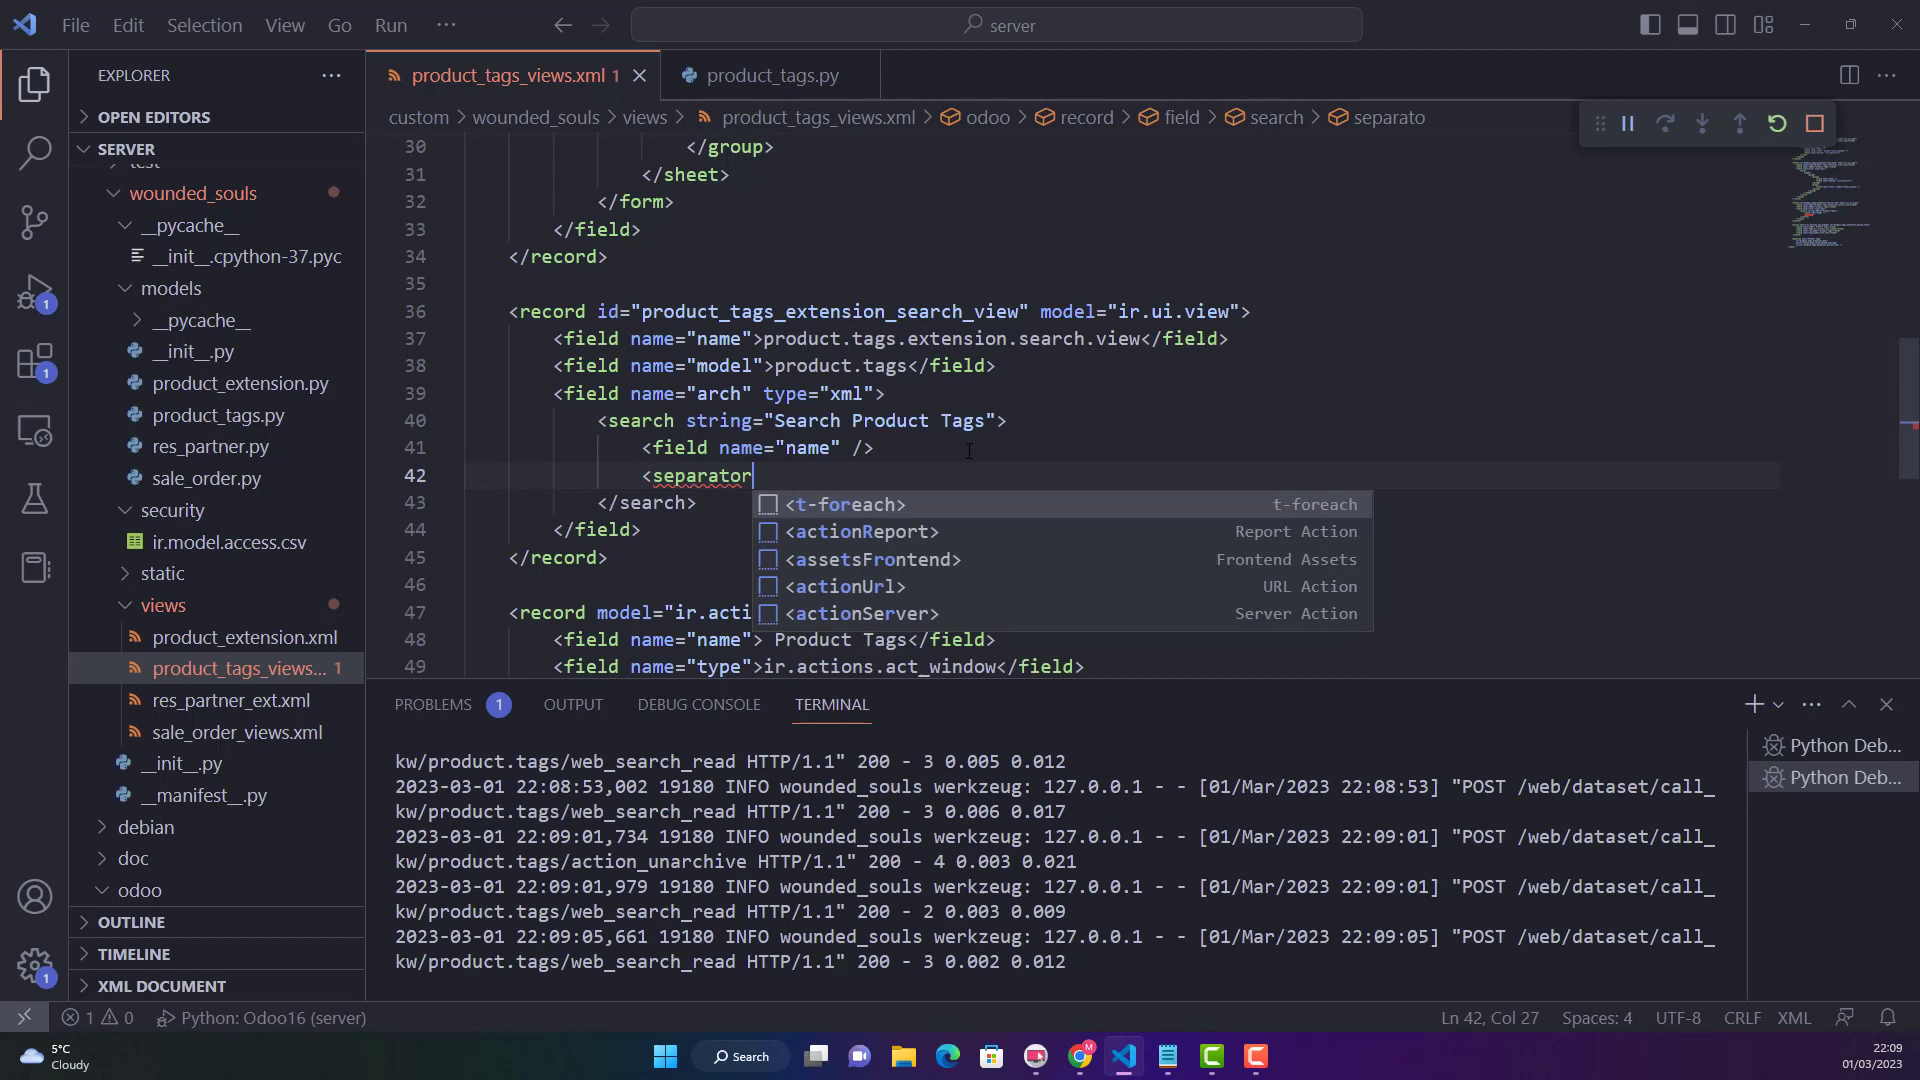 File Edit Selection View Go Run ···
server
EXPLORER
OPEN EDITORS
SERVER
test
wounded_souls
__pycache__
__init__.cpython-37.pyc
models
__pycache__
__init__.py
product_extension.py
product_tags.py
res_partner.py
sale_order.py
security
ir.model.access.csv
static
views
product_extension.xml
product_tags_views... 1
res_partner_ext.xml
sale_order_views.xml
__init__.py
__manifest__.py
debian
doc
odoo
OUTLINE
TIMELINE
XML DOCUMENT
1
1
1
product_tags_views.xml 1
product_tags.py
custom > wounded_souls > views > product_tags_views.xml > odoo > record > field > search > separato
30 </group>
31 </sheet>
32 </form>
33 </field>
34 </record>
35
36 <record id="product_tags_extension_search_view" model="ir.ui.view">
37 <field name="name">product.tags.extension.search.view</field>
38 <field name="model">product.tags</field>
39 <field name="arch" type="xml">
40 <search string="Search Product Tags">
41 <field name="name" />
42 <separator
43 </search>
44 </field>
45 </record>
46
47 <record model="ir.acti
48 <field name="name"> Product Tags</field>
49 <field name="type">ir.actions.act_window</field>
<t-foreach> t-foreach
<actionReport> Report Action
<assetsFrontend> Frontend Assets
<actionUrl> URL Action
<actionServer> Server Action
PROBLEMS 1 OUTPUT DEBUG CONSOLE TERMINAL
kw/product.tags/web_search_read HTTP/1.1" 200 - 3 0.005 0.012
2023-03-01 22:08:53,002 19180 INFO wounded_souls werkzeug: 127.0.0.1 - - [01/Mar/2023 22:08:53] "POST /web/dataset/call_
kw/product.tags/web_search_read HTTP/1.1" 200 - 3 0.006 0.017
2023-03-01 22:09:01,734 19180 INFO wounded_souls werkzeug: 127.0.0.1 - - [01/Mar/2023 22:09:01] "POST /web/dataset/call_
kw/product.tags/action_unarchive HTTP/1.1" 200 - 4 0.003 0.021
2023-03-01 22:09:01,979 19180 INFO wounded_souls werkzeug: 127.0.0.1 - - [01/Mar/2023 22:09:01] "POST /web/dataset/call_
kw/product.tags/web_search_read HTTP/1.1" 200 - 2 0.003 0.009
2023-03-01 22:09:05,661 19180 INFO wounded_souls werkzeug: 127.0.0.1 - - [01/Mar/2023 22:09:05] "POST /web/dataset/call_
kw/product.tags/web_search_read HTTP/1.1" 200 - 3 0.002 0.012
Python Deb...
Python Deb...
1 0 Python: Odoo16 (server)
Ln 42, Col 27 Spaces: 4 UTF-8 CRLF XML
5°C
Cloudy
Search
22:09
01/03/2023